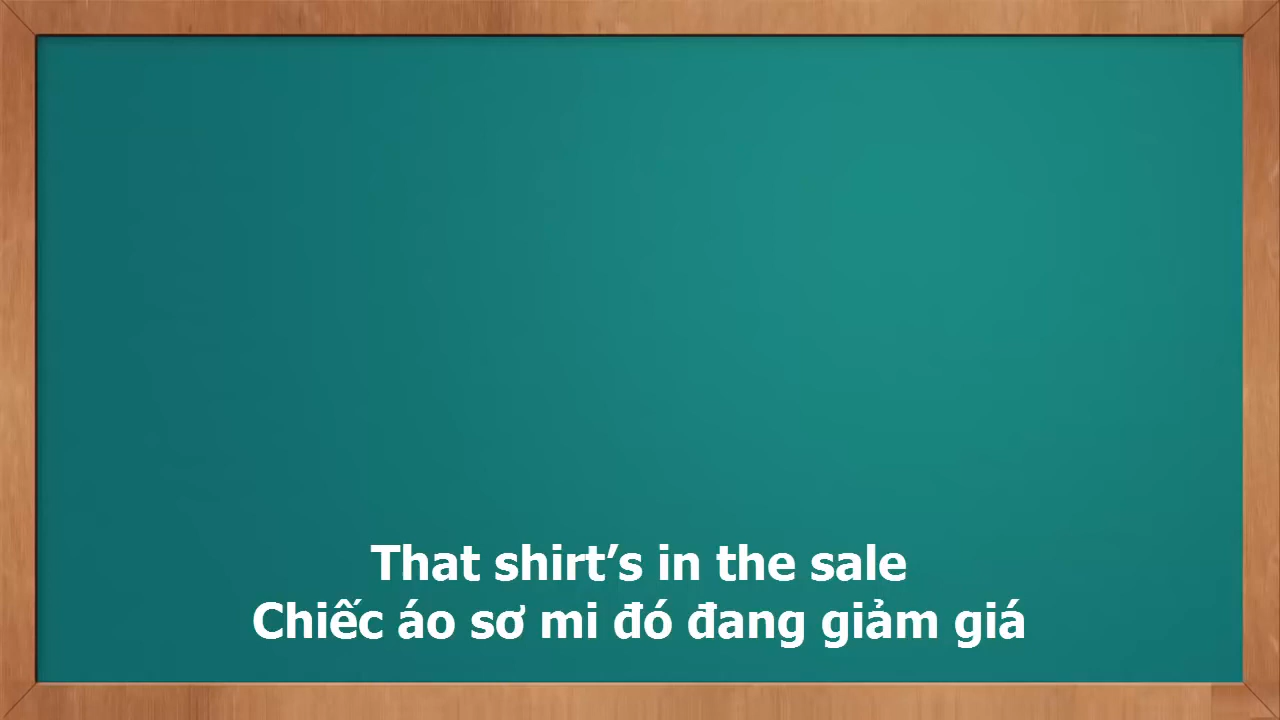 That shirt’s in the sale
Chiếc áo sơ mi đó đang giảm giá